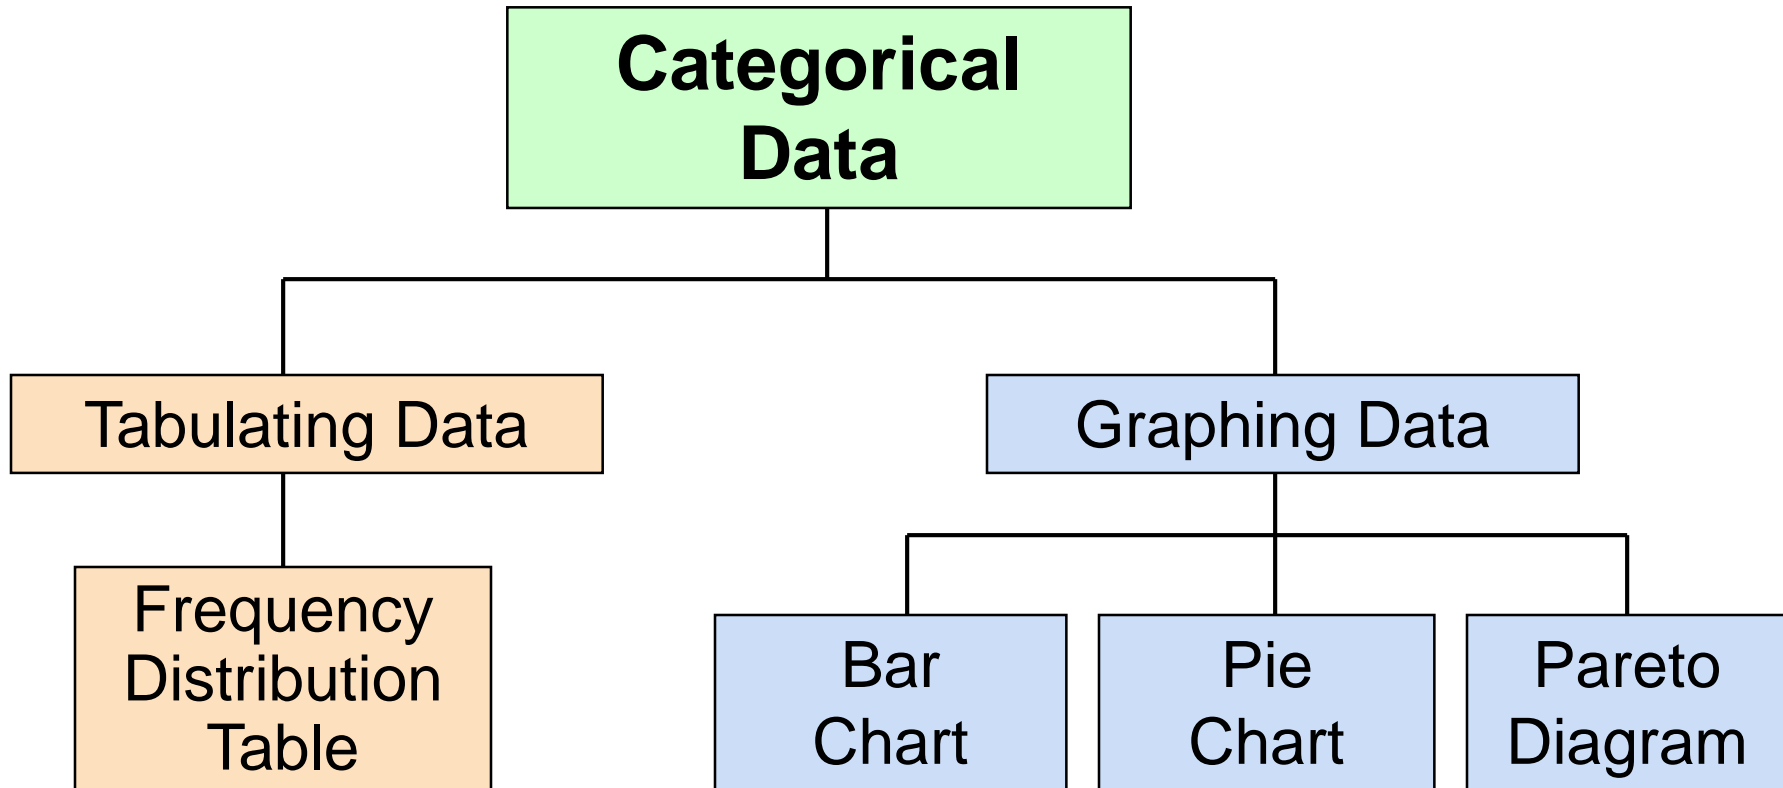 Categorical
Data
Tabulating Data
Graphing Data
Frequency
Distribution
Table
Bar
Chart
Pie
Chart
Pareto
Diagram